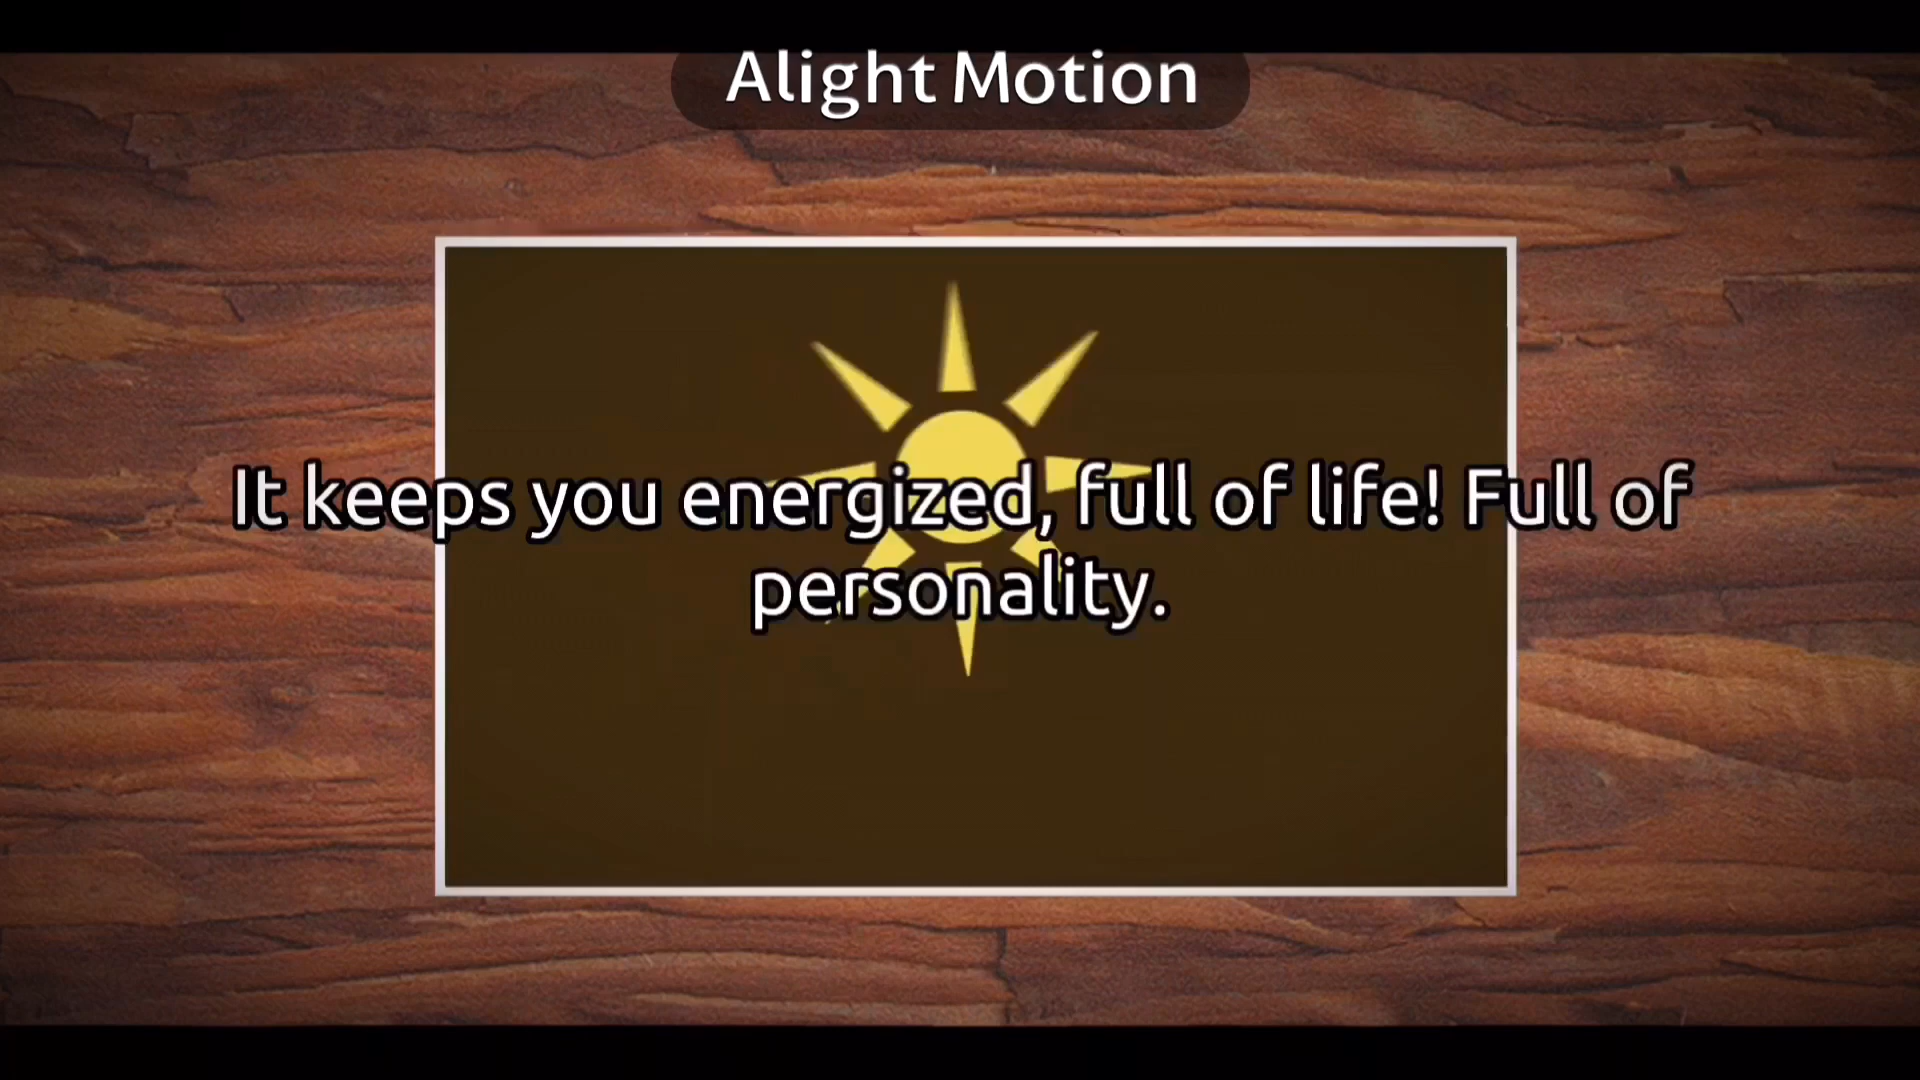 Alight Motion
It keeps you energized, full of life! Full of
personality.